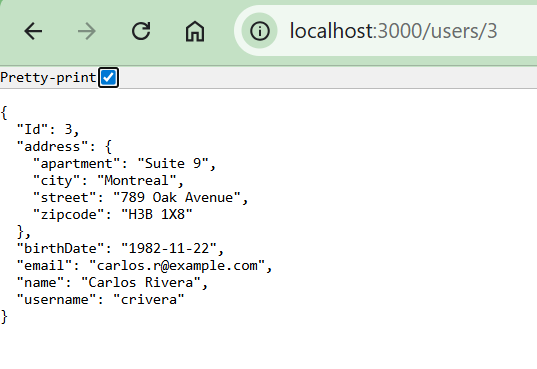 localhost:3000/users/3
Pretty-print
{
  "Id": 3,
  "address": {
    "apartment": "Suite 9",
    "city": "Montreal",
    "street": "789 Oak Avenue",
    "zipcode": "H3B 1X8"
  },
  "birthDate": "1982-11-22",
  "email": "carlos.r@example.com",
  "name": "Carlos Rivera",
  "username": "crivera"
}